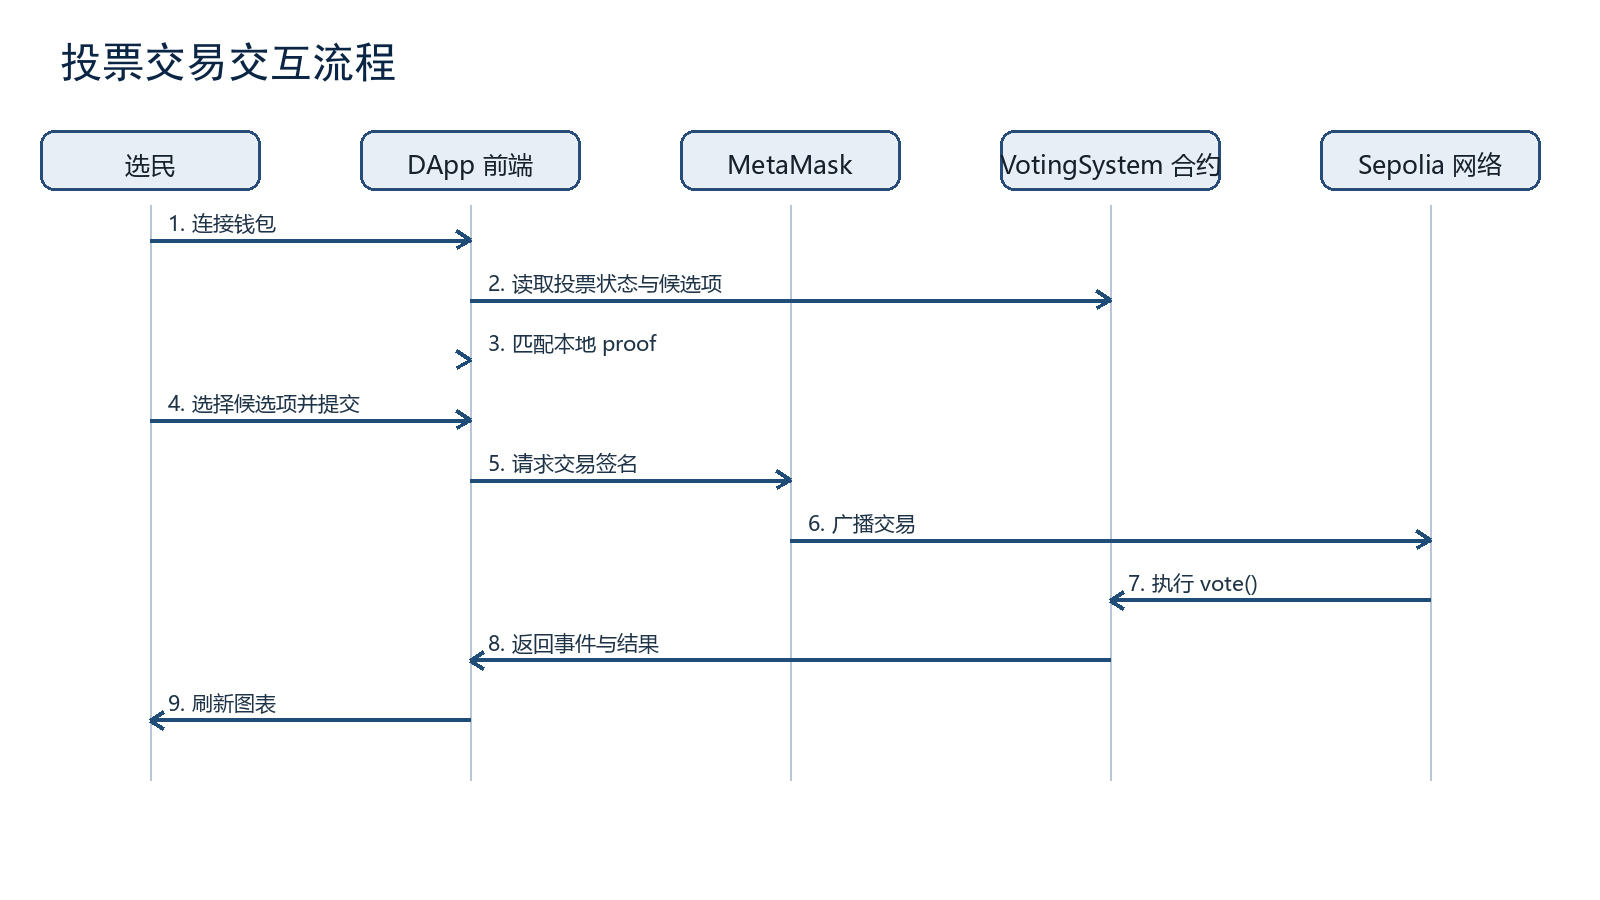 投票交易交互流程
选民
DApp 前端
MetaMask
VotingSystem 合约
Sepolia 网络
1. 连接钱包
2. 读取投票状态与候选项
3. 匹配本地 proof
4. 选择候选项并提交
5. 请求交易签名
6. 广播交易
7. 执行 vote()
8. 返回事件与结果
9. 刷新图表